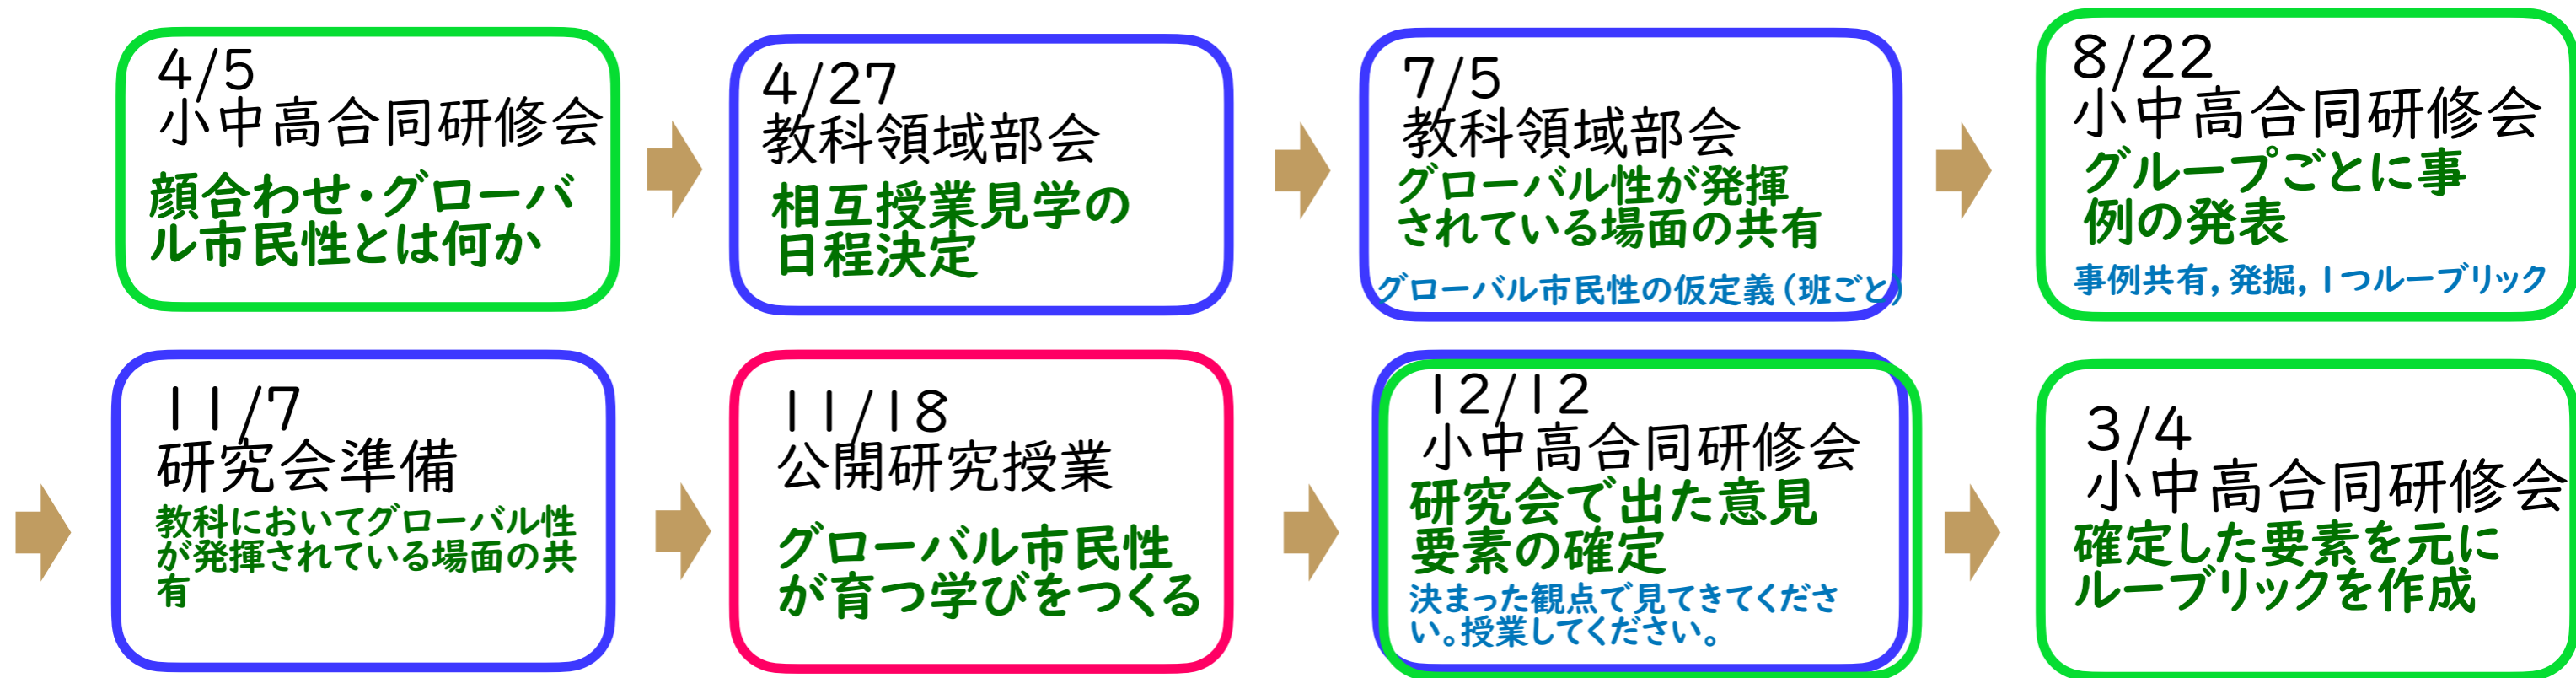 4/5
小中高合同研修会
顔合わせ・グローバ
ル市民性とは何か
4/27
教科領域部会
相互授業見学の
日程決定
7/5
教科領域部会
グローバル性が発揮
されている場面の共有
グローバル市民性の仮定義(班ごと)
8/22
小中高合同研修会
グループごとに事
例の発表
事例共有,発掘,1つルーブリック
11/7
研究会準備
教科においてグローバル性
が発揮されている場面の共
有
11/18
公開研究授業
グローバル市民性
が育つ学びをつくる
12/12
小中高合同研修会
研究会で出た意見
要素の確定
決まった観点で見てきてくださ
い。授業してください。
3/4
小中高合同研修会
確定した要素を元に
ルーブリックを作成